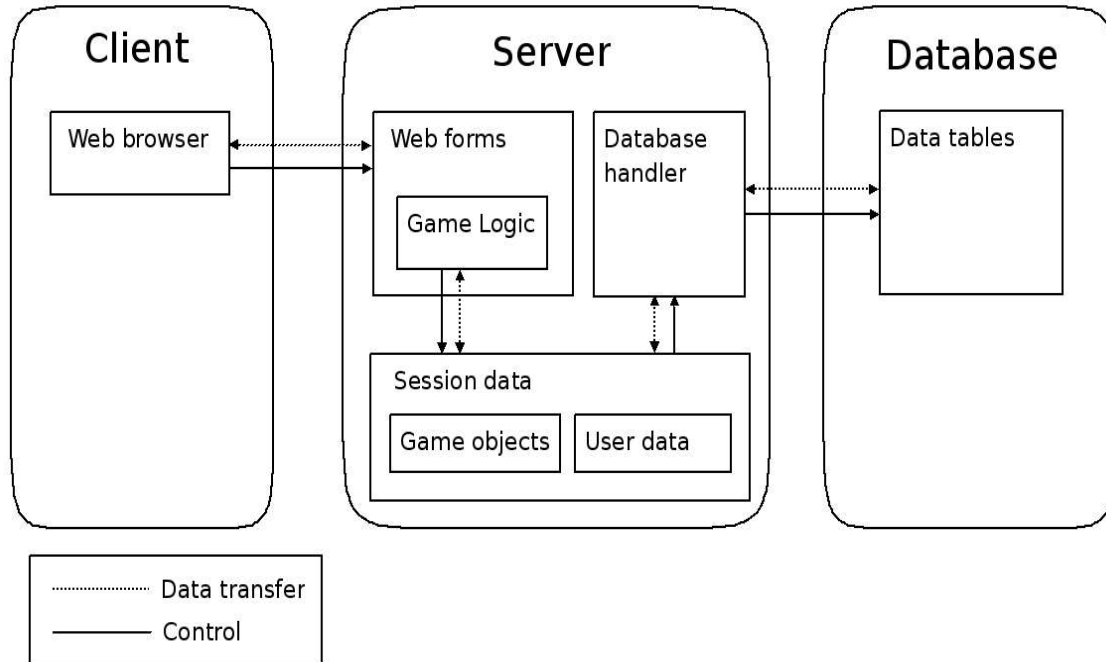 Client
Server
Database
Web browser
Web forms
Database
handler
Data tables
Game Logic
Session data
Game objects
User data
Data transfer
Control